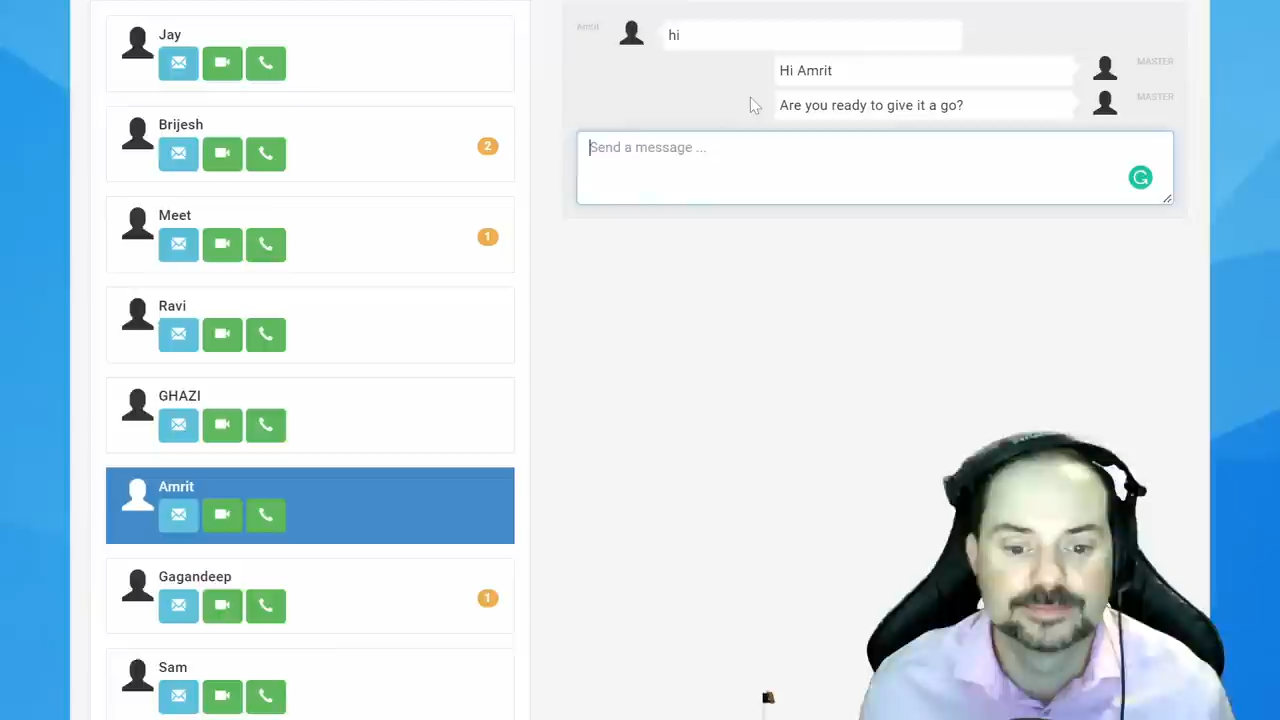 Jay
Brijesh
2
Meet
1
Ravi
GHAZI
Amrit
Gagandeep
1
Sam
Amrit
hi
Hi Amrit
MASTER
Are you ready to give it a go?
MASTER
Send a message ...